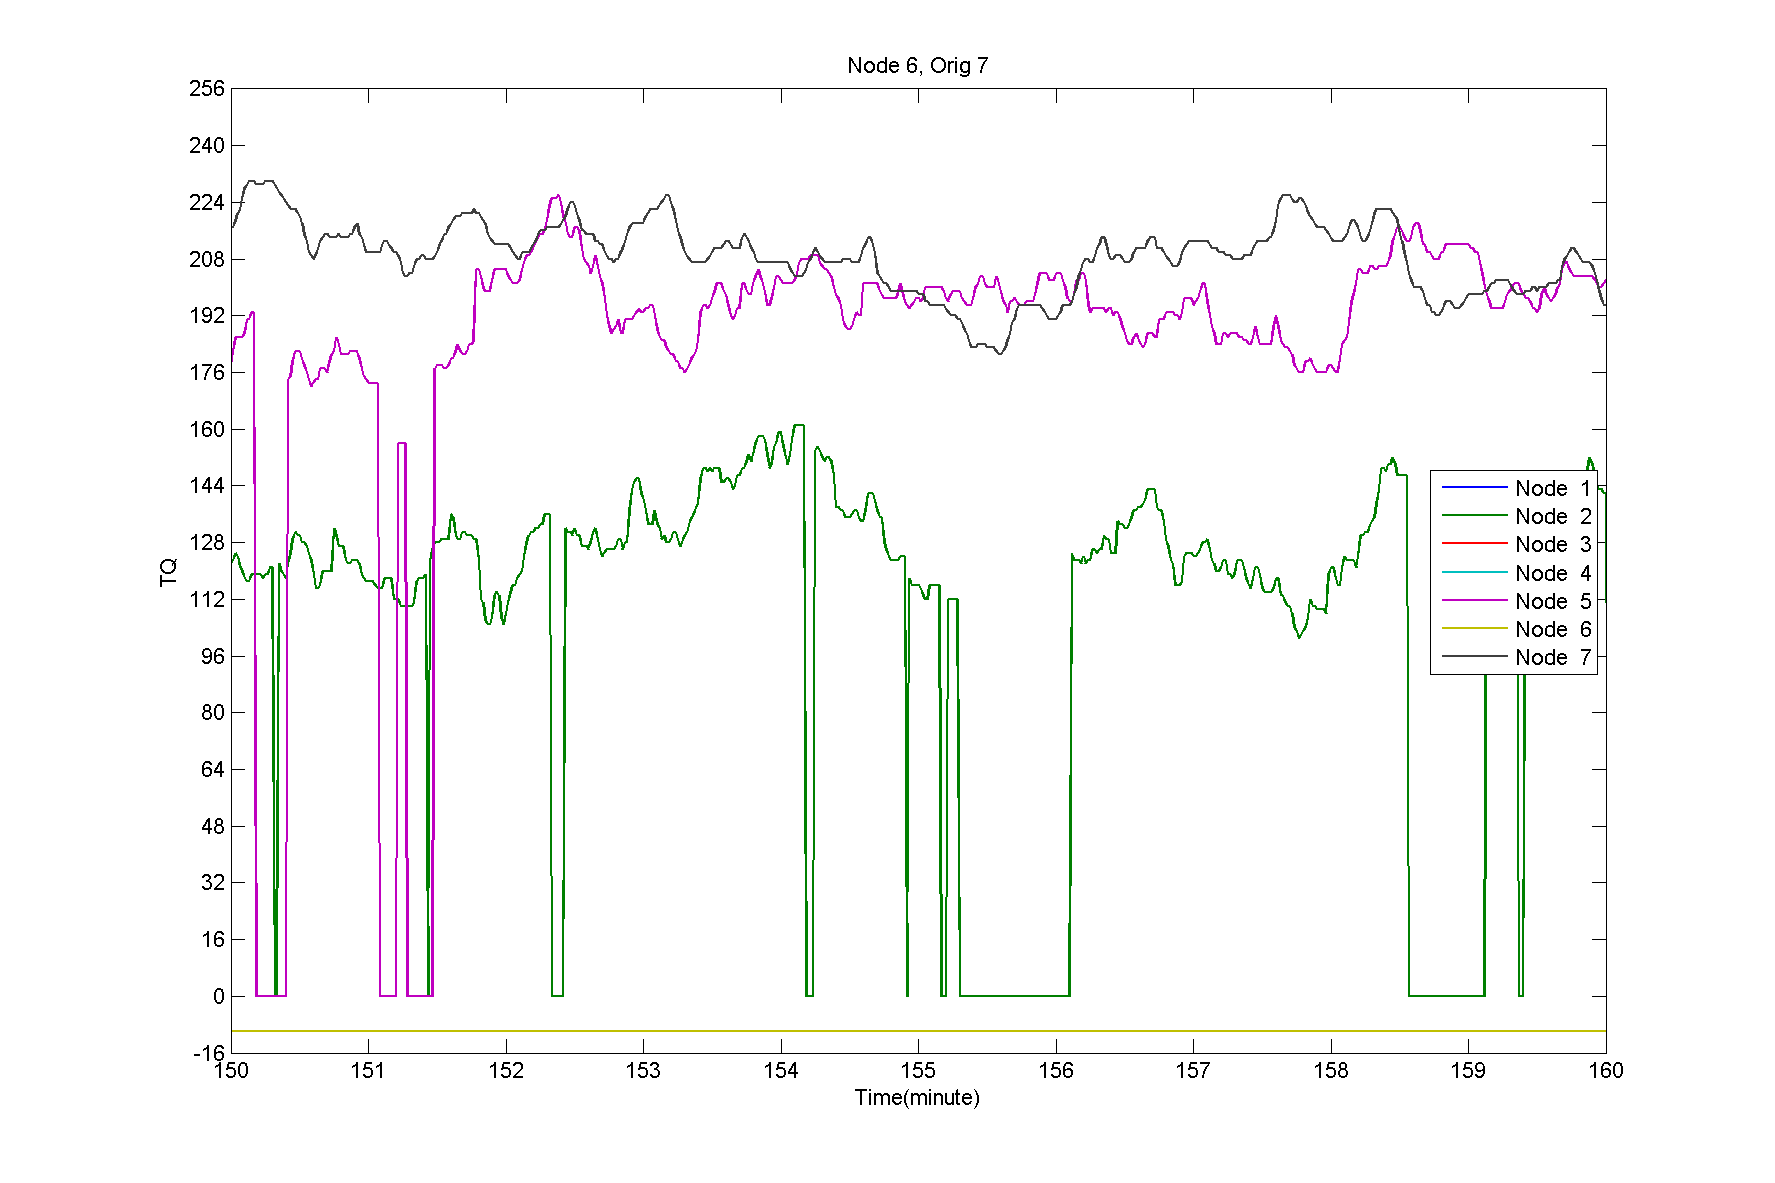 Node 6, Orig 7
256
240
224
208
192
176
160
144
128
112
96
80
64
48
32
16
0
-16
TQ
Node 1
Node 2
Node 3
Node 4
Node 5
Node 6
Node 7
150 151 152 153 154 155 156 157 158 159 160
Time(minute)